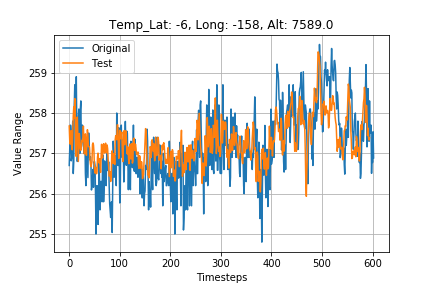 Temp_Lat: -6, Long: -158, Alt: 7589.0
Original
Test
259
258
257
256
255
Value Range
0 100 200 300 400 500 600
Timesteps